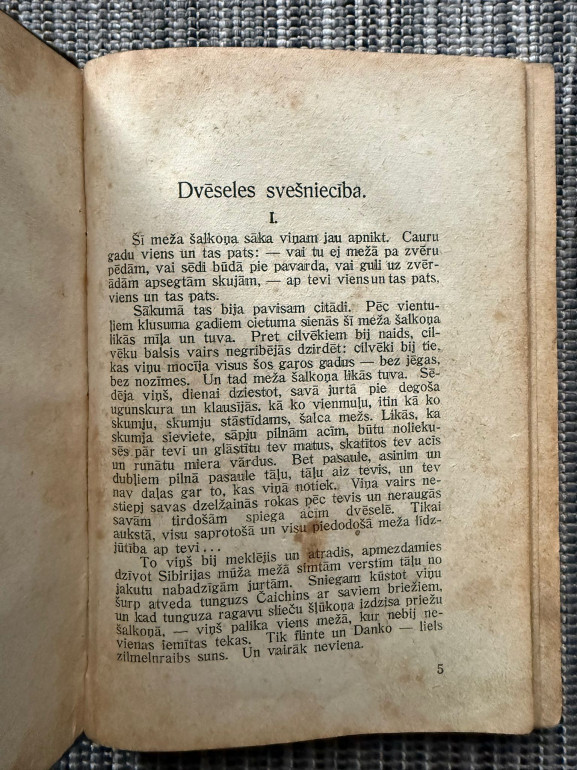 Dvēseles svešniecība.
I.
Šī meža šalkoņa sāka viņam jau apnikt. Cauru
gadu viens un tas pats: — vai tu ej mežā pa zvēru
pēdām, vai sēdi būdā pie pavarda, vai guli uz zvēr-
ādām apsegtām skujām, — ap tevi viens un tas pats,
viens un tas pats.
Sākumā tas bija pavisam citādi. Pēc vientu-
ļiem klusuma gadiem cietuma sienās šī meža šalkoņa
likās mīļa un tuva. Pret cilvēkiem bij naids, cil-
vēku balsis vairs negribējās dzirdēt: cilvēki bij tie,
kas viņu mocīja visus šos gaŗos gadus — bez jēgas,
bez nozīmes. Un tad meža šalkoņa likās tuva. Sē-
dēja viņš, dienai dziestot, savā jurtā pie degoša
ugunskura un klausījās, kā ko vienmuļu, itin kā ko
skumju, skumju stāstīdams, šalca mežs. Likās, ka
skumja sieviete, sāpju pilnām acīm, būtu nolieku-
sēs pār tevi un glāstītu tev matus, skatītos tev acīs
un runātu miera vārdus. Bet pasaule, asinim un
dubļiem pilnā pasaule tāļu, tāļu aiz tevis, un tev
nav daļas gar to, kas viņā notiek. Viņa vairs ne-
stiepj savas dzelžainās rokas pēc tevis un neraugās
savām tirdošām spiega acīm dvēselē. Tikai
aukstā, visu saprotošā un visu piedodošā meža līdz-
jūtība ap tevi...
To viņš bij meklējis un atradis, apmezdamies
dzīvot Sibirijas mūža mežā simtām verstīm tāļu no
jakutu nabadzīgām jurtām. Sniegam kūstot viņu
šurp atveda tunguzs Čaichins ar saviem briežiem,
un kad tunguza ragavu slieču šļūkoņa izdzisa priežu
šalkoņā, — viņš palika viens mežā, kur nebij ne-
vienas iemītas tekas. Tik flinte un Danko — liels
zilmelnraibs suns. Un vairāk neviena.
5